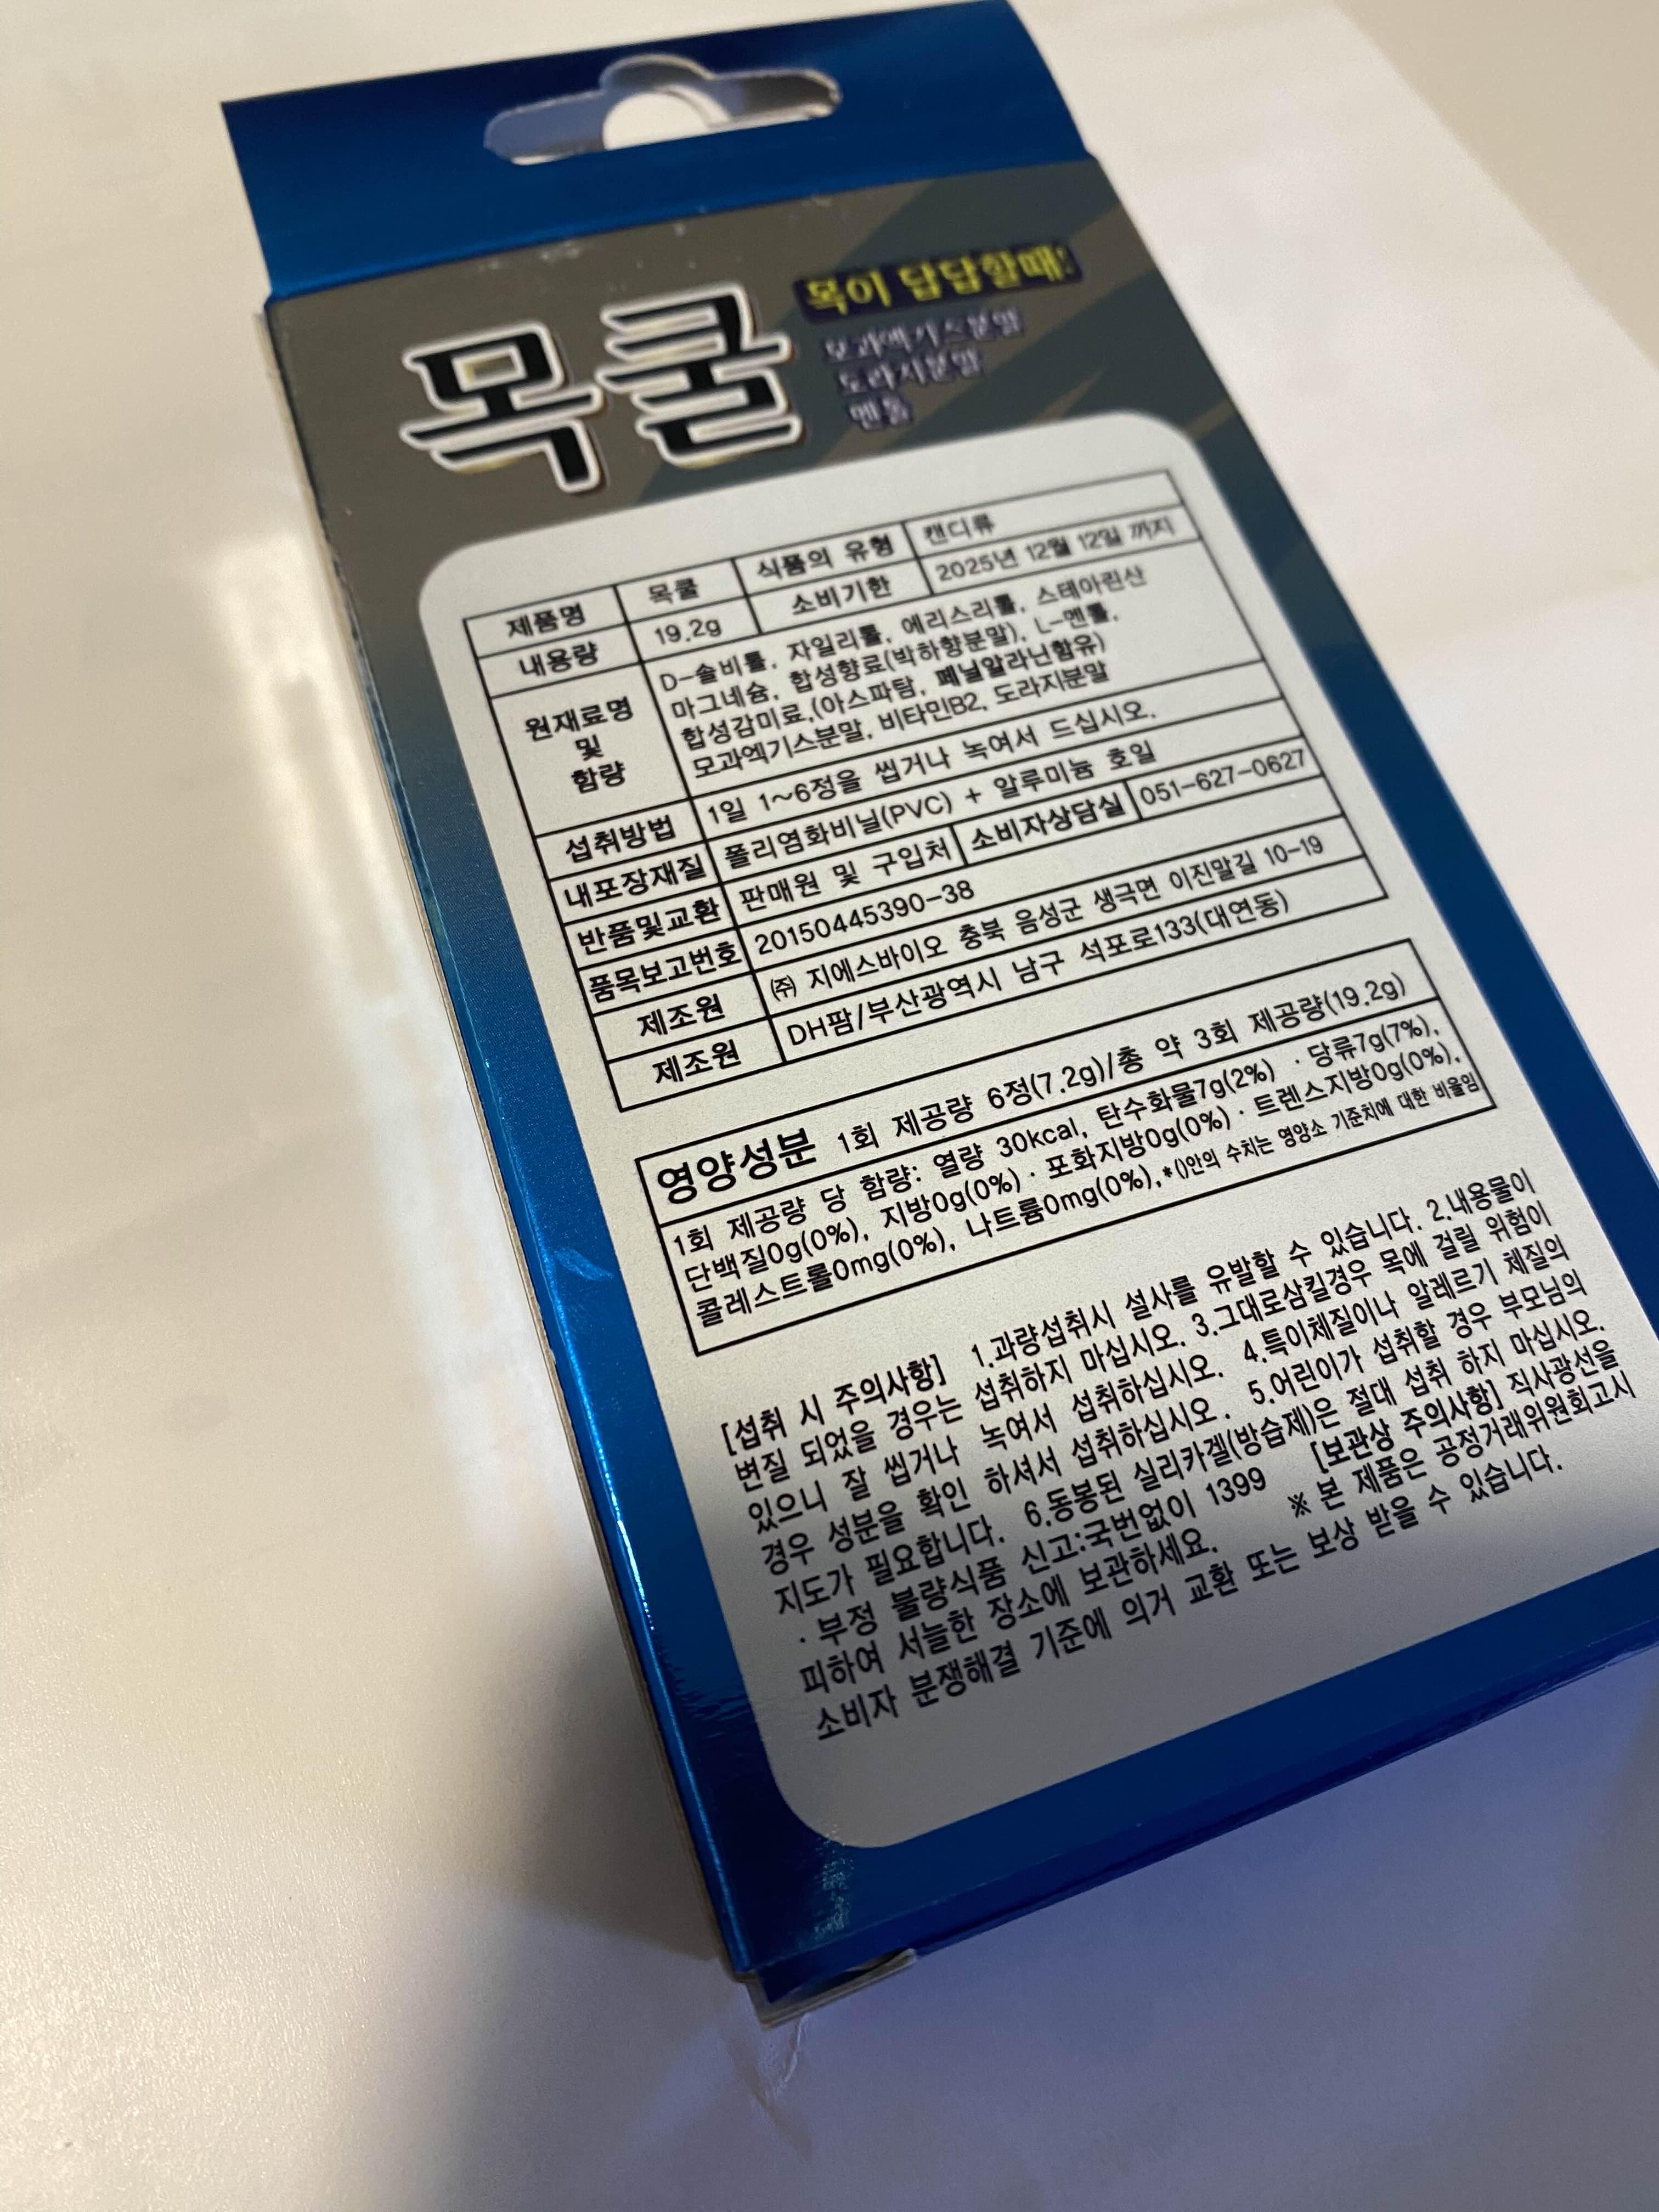 목쿨
목이 답답할때!
모과엑기스분말
도라지분말
멘톨
제품명 목쿨 식품의 유형 캔디류
내용량 19.2g 소비기한 2025년 12월 12일 까지
원재료명 및 함량
D-솔비톨, 자일리톨, 에리스리톨, 스테아린산
마그네슘, 합성향료(박하향분말), L-멘톨,
합성감미료,(아스파탐, 페닐알라닌함유)
모과엑기스분말, 비타민B2, 도라지분말
섭취방법 1일 1~6정을 씹거나 녹여서 드십시오.
내포장재질 폴리염화비닐(PVC) + 알루미늄 호일
반품및교환 판매원 및 구입처 소비자상담실 051-627-0627
품목보고번호 20150445390-38
제조원 ㈜ 지에스바이오 충북 음성군 생극면 이진말길 10-19
제조원 DH팜/부산광역시 남구 석포로133(대연동)
영양성분 1회 제공량 6정(7.2g)/총 약 3회 제공량(19.2g)
1회 제공량 당 함량: 열량 30kcal, 탄수화물7g(2%) · 당류7g(7%),
단백질0g(0%), 지방0g(0%) · 포화지방0g(0%) · 트렌스지방0g(0%),
콜레스트롤0mg(0%), 나트륨0mg(0%),*()안의 수치는 영양소 기준치에 대한 비율임
[섭취 시 주의사항] 1.과량섭취시 설사를 유발할 수 있습니다. 2.내용물이
변질 되었을 경우는 섭취하지 마십시오. 3.그대로삼킬경우 목에 걸릴 위험이
있으니 잘 씹거나 녹여서 섭취하십시오. 4.특이체질이나 알레르기 체질의
경우 성분을 확인 하셔서 섭취하십시오. 5.어린이가 섭취할 경우 부모님의
지도가 필요합니다. 6.동봉된 실리카겔(방습제)은 절대 섭취 하지 마십시오.
· 부정 불량식품 신고:국번없이 1399 [보관상 주의사항] 직사광선을
피하여 서늘한 장소에 보관하세요. ※ 본 제품은 공정거래위원회고시
소비자 분쟁해결 기준에 의거 교환 또는 보상 받을 수 있습니다.